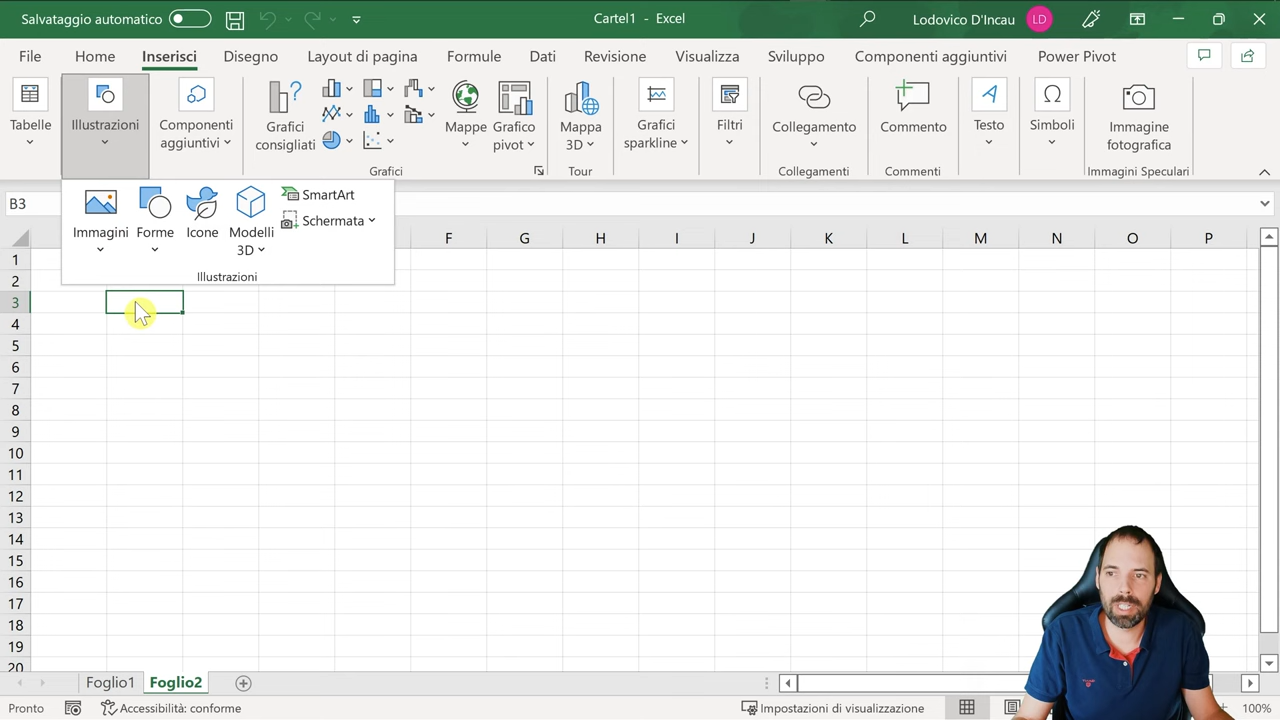 Salvataggio automatico
Cartel1 - Excel
Lodovico D'Incau LD
File Home Inserisci Disegno Layout di pagina Formule Dati Revisione Visualizza Sviluppo Componenti aggiuntivi Power Pivot
Tabelle
Illustrazioni
Componenti
aggiuntivi
Grafici
consigliati
Mappe
Grafico
pivot
Grafici
Mappa
3D
Tour
Grafici
sparkline
Filtri
Collegamento
Collegamenti
Commento
Commenti
Testo
Simboli
Immagine
fotografica
Immagini Speculari
B3
Immagini
Forme
Icone
Modelli
3D
SmartArt
Schermata
Illustrazioni
F G H I J K L M N O P
1
2
3
4
5
6
7
8
9
10
11
12
13
14
15
16
17
18
19
20
Foglio1 Foglio2
Pronto Accessibilità: conforme Impostazioni di visualizzazione 100%